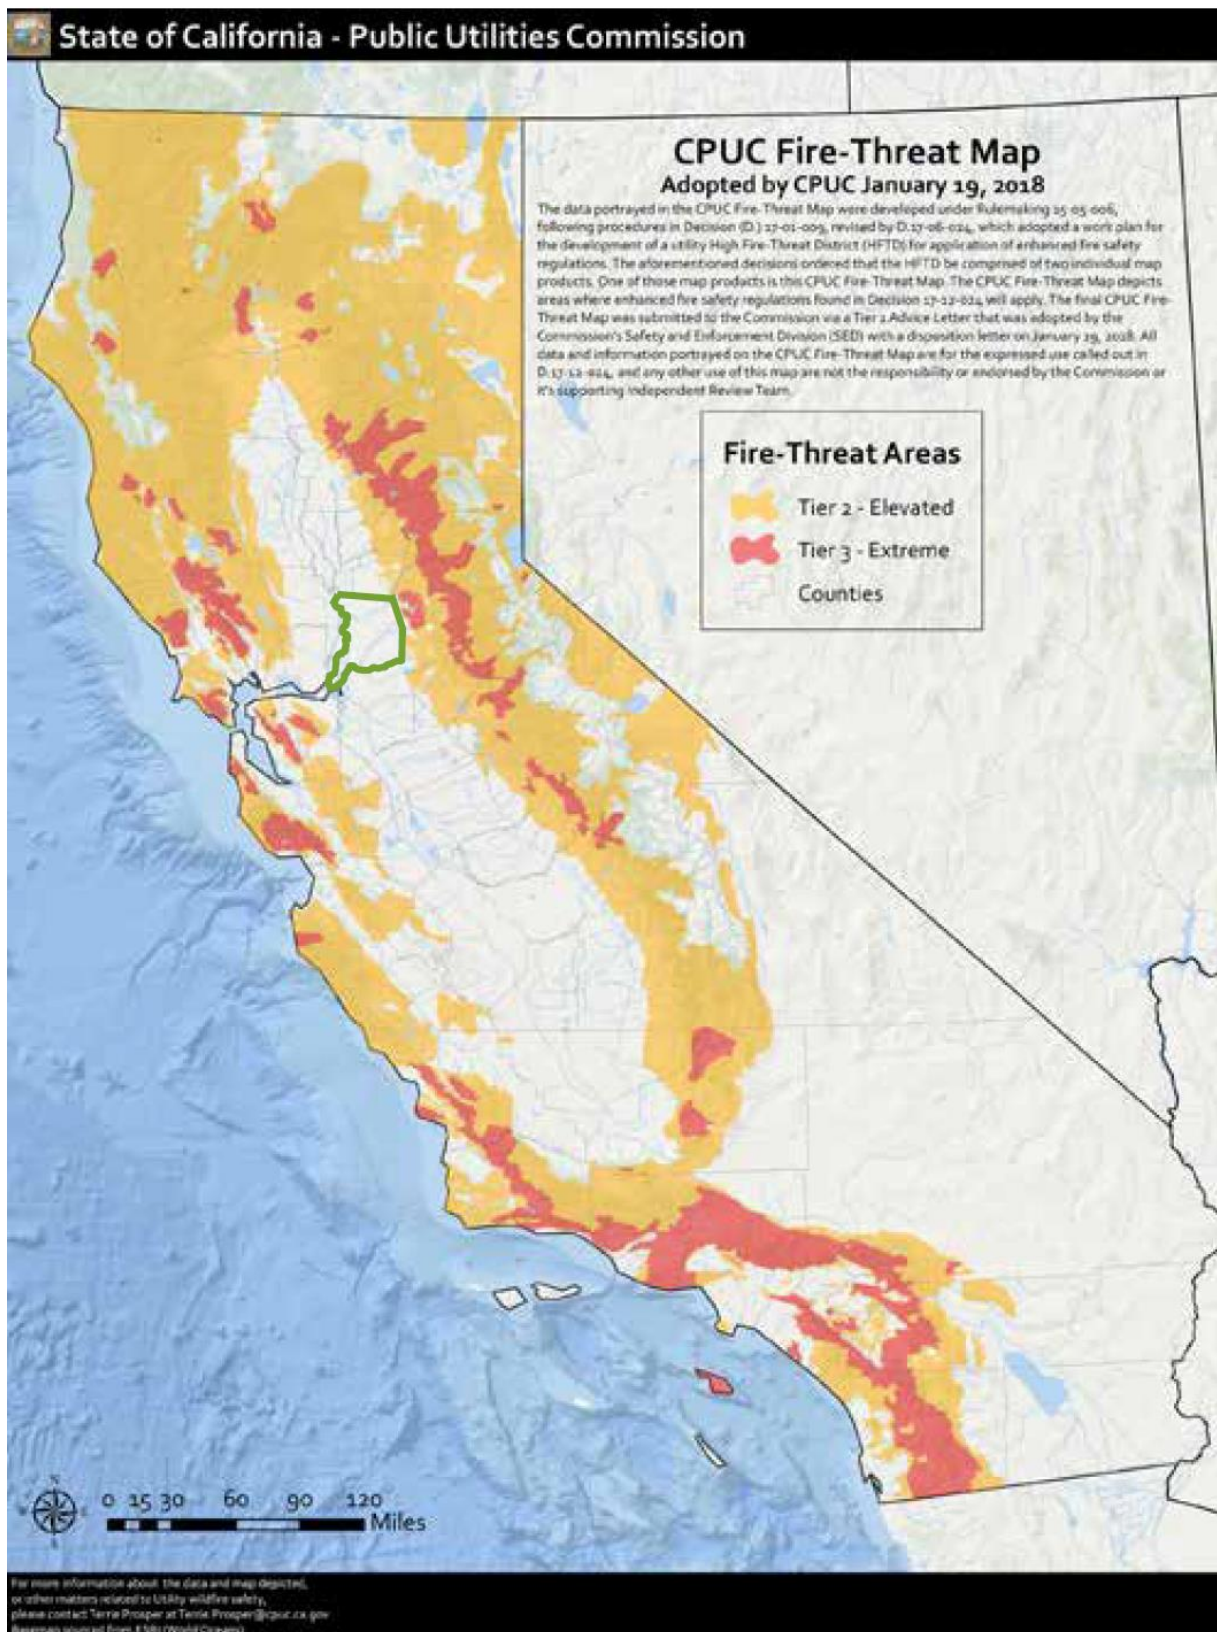 State of California - Public Utilities Commission
CPUC Fire-Threat Map
Adopted by CPUC January 19, 2018
The data portrayed in the CPUC Fire-Threat Map were developed under Rulemaking 15-05-006,
following procedures in Decision (D.) 17-01-009, revised by D.17-06-024, which adopted a work plan for
the development of a utility High Fire-Threat District (HFTD) for application of enhanced fire safety
regulations. The aforementioned decisions ordered that the HFTD be comprised of two individual map
products. One of those map products is this CPUC Fire-Threat Map. The CPUC Fire-Threat Map depicts
areas where enhanced fire safety regulations found in Decision 17-12-024 will apply. The final CPUC Fire-
Threat Map was submitted to the Commission via a Tier 1 Advice Letter that was adopted by the
Commission's Safety and Enforcement Division (SED) with a disposition letter on January 19, 2018. All
data and information portrayed on the CPUC Fire-Threat Map are for the expressed use called out in
D.17-12-024, and any other use of this map are not the responsibility or endorsed by the Commission or
it's supporting Independent Review Team.
Fire-Threat Areas
Tier 2 - Elevated
Tier 3 - Extreme
Counties
N
0 15 30 60 90 120
Miles
For more information about the data and map depicted,
or other matters related to Utility wildfire safety,
please contact Terrie Prosper at Terrie.Prosper@cpuc.ca.gov
Basemap sourced from ESRI (World Oceans)